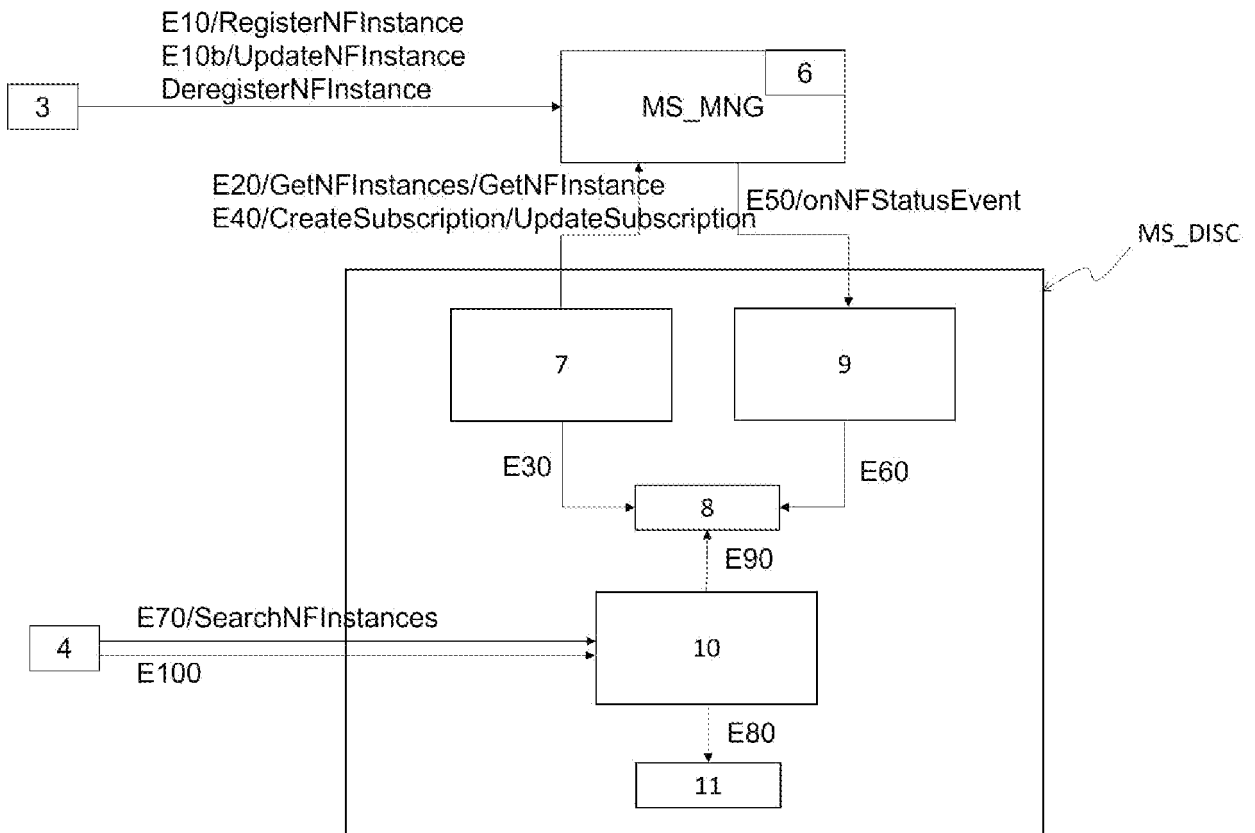 E10/RegisterNFInstance
E10b/UpdateNFInstance
DeregisterNFInstance
3
6
MS_MNG
E20/GetNFInstances/GetNFInstance
E40/CreateSubscription/UpdateSubscription
E50/onNFStatusEvent
MS_DISC
7
9
E30
E60
8
E90
E70/SearchNFInstances
4
10
E100
E80
11